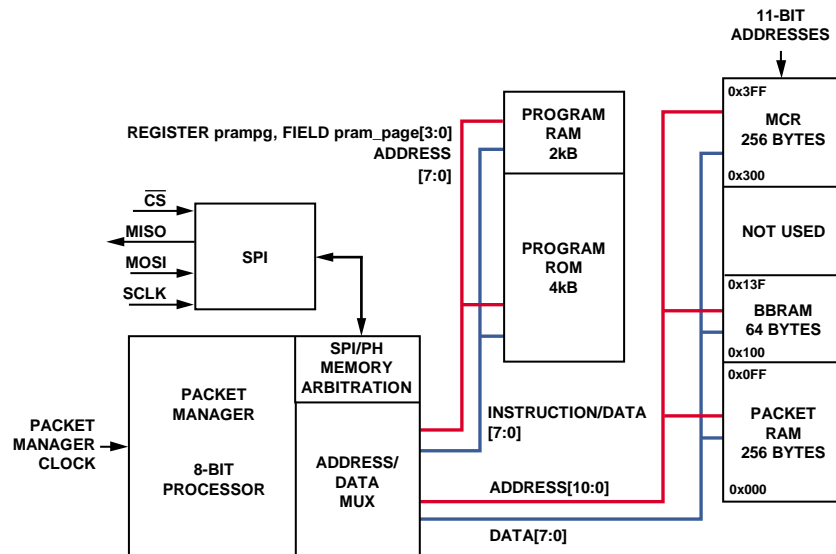 11-BIT
ADDRESSES
0x3FF
MCR
256 BYTES
0x300
NOT USED
0x13F
BBRAM
64 BYTES
0x100
0x0FF
PACKET
RAM
256 BYTES
0x000
PROGRAM
RAM
2kB
PROGRAM
ROM
4kB
REGISTER prampg, FIELD pram_page[3:0]
ADDRESS
[7:0]
CS
MISO
MOSI
SCLK
SPI
SPI/PH
MEMORY
ARBITRATION
PACKET
MANAGER
8-BIT
PROCESSOR
ADDRESS/
DATA
MUX
PACKET
MANAGER
CLOCK
INSTRUCTION/DATA
[7:0]
ADDRESS[10:0]
DATA[7:0]